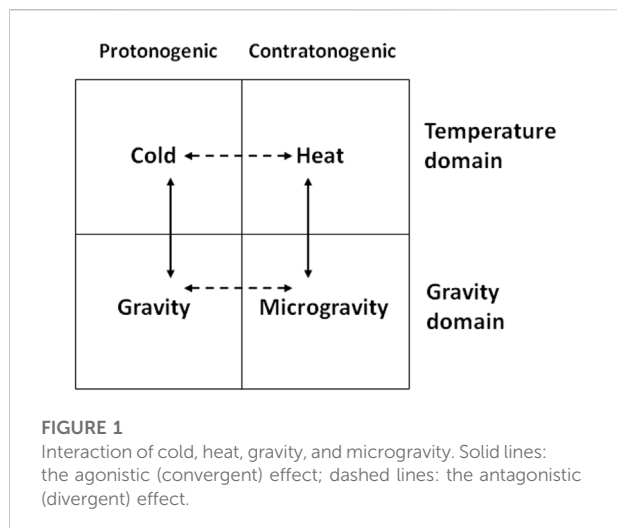 Protonogenic Contratonogenic
Cold Heat
Temperature
domain
Gravity Microgravity
Gravity
domain
FIGURE 1
Interaction of cold, heat, gravity, and microgravity. Solid lines:
the agonistic (convergent) effect; dashed lines: the antagonistic
(divergent) effect.